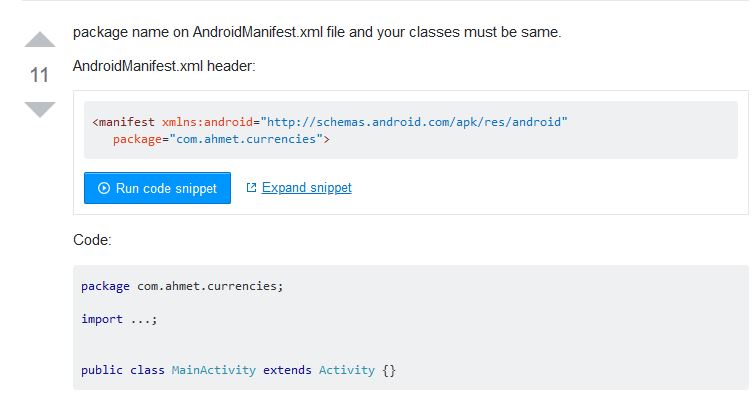 package name on AndroidManifest.xml file and your classes must be same.
11
AndroidManifest.xml header:
<manifest xmlns:android="http://schemas.android.com/apk/res/android"
package="com.ahmet.currencies">
Run code snippet Expand snippet
Code:
package com.ahmet.currencies;
import ...;
public class MainActivity extends Activity {}